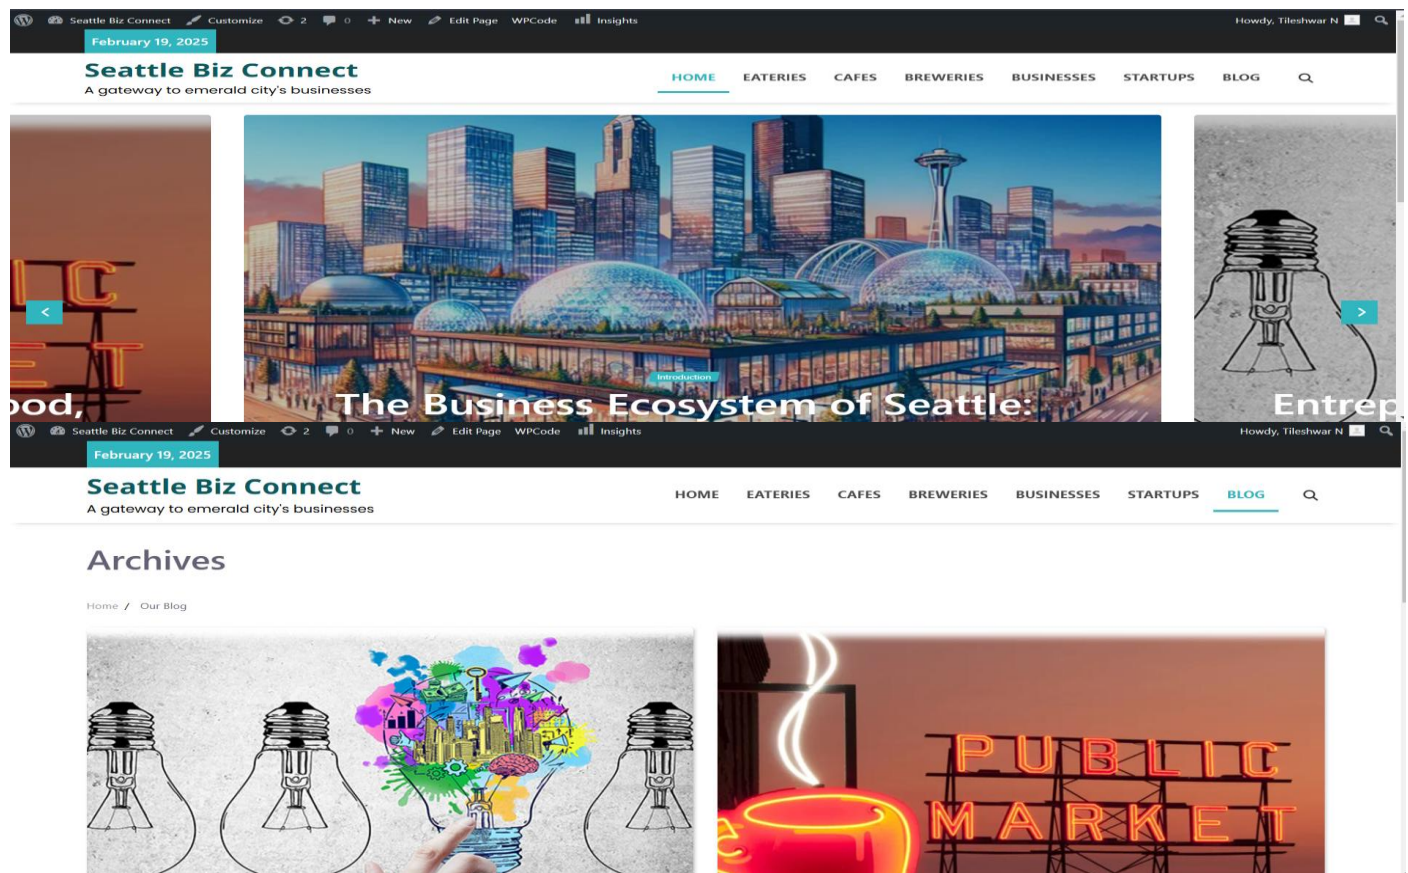 Seattle Biz Connect Customize 2 0 New Edit Page WPCode Insights Howdy, Tileshwar N
February 19, 2025
Seattle Biz Connect
A gateway to emerald city's businesses
HOME EATERIES CAFES BREWERIES BUSINESSES STARTUPS BLOG
IC
ET
<
>
Introduction
ood,
The Business Ecosystem of Seattle:
Entrep
Seattle Biz Connect Customize 2 0 New Edit Page WPCode Insights Howdy, Tileshwar N
February 19, 2025
Seattle Biz Connect
A gateway to emerald city's businesses
HOME EATERIES CAFES BREWERIES BUSINESSES STARTUPS BLOG
Archives
Home / Our Blog
PUBLIC
MARKET